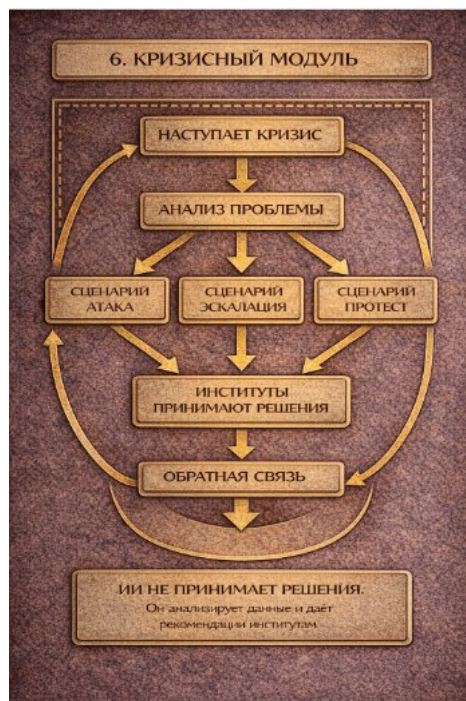 6. КРИЗИСНЫЙ МОДУЛЬ
НАСТУПАЕТ КРИЗИС
АНАЛИЗ ПРОБЛЕМЫ
СЦЕНАРИЙ
АТАКА
СЦЕНАРИЙ
ЭСКАЛАЦИЯ
СЦЕНАРИЙ
ПРОТЕСТ
ИНСТИТУТЫ
ПРИНИМАЮТ РЕШЕНИЯ
ОБРАТНАЯ СВЯЗЬ
ИИ НЕ ПРИНИМАЕТ РЕШЕНИЯ.
Он анализирует данные и даёт
рекомендации институтам